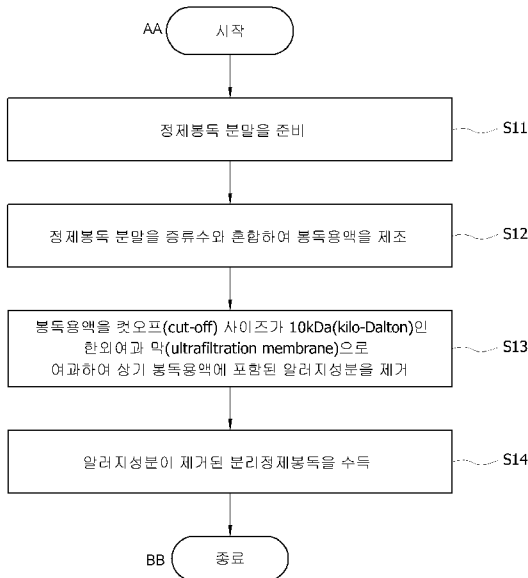 AA 시작
정제봉독 분말을 준비 S11
정제봉독 분말을 증류수와 혼합하여 봉독용액을 제조 S12
봉독용액을 컷오프(cut-off) 사이즈가 10kDa(kilo-Dalton)인
한외여과 막(ultrafiltration membrane)으로 S13
여과하여 상기 봉독용액에 포함된 알러지성분을 제거
알러지성분이 제거된 분리정제봉독을 수득 S14
BB 종료